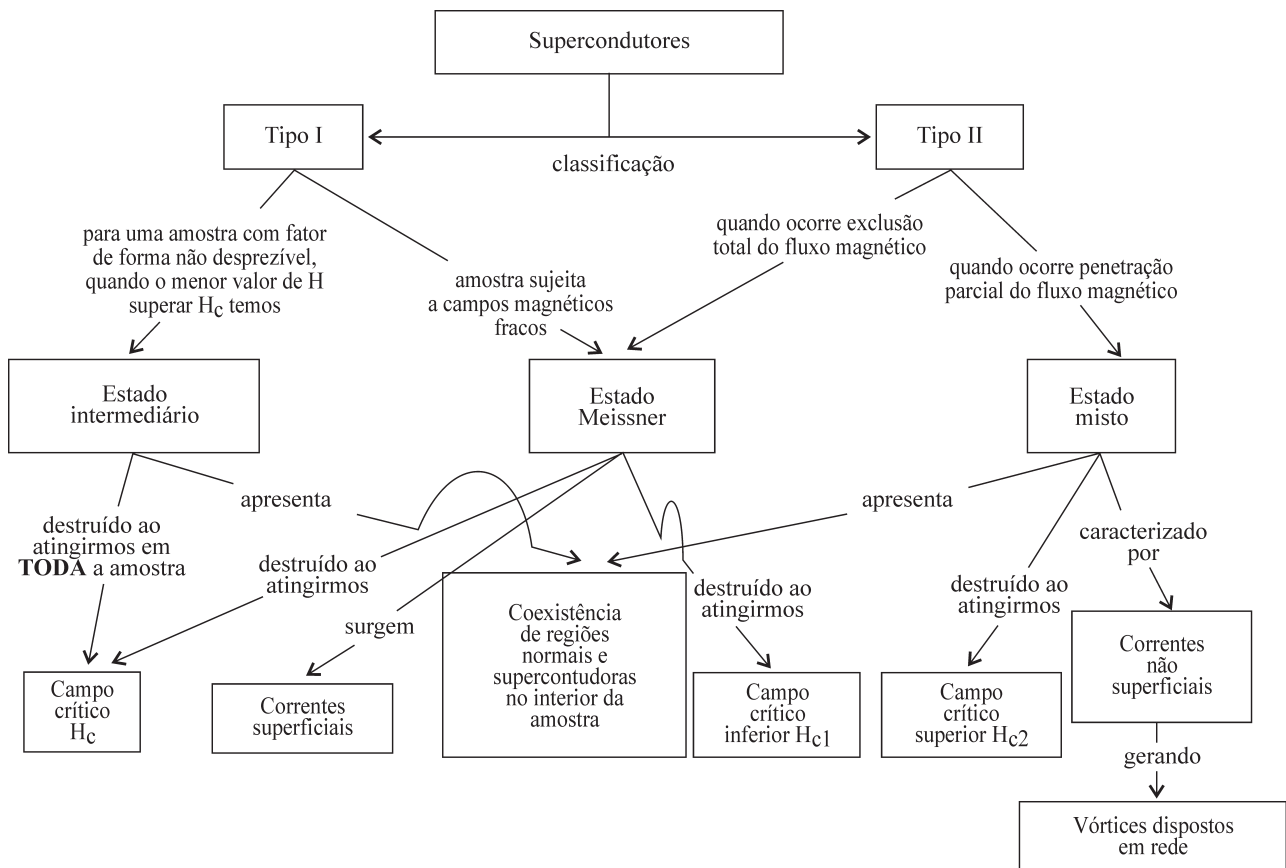 Supercondutores
Tipo I
Tipo II
classificação
para uma amostra com fator
de forma não desprezível,
quando o menor valor de H
superar Hc temos
amostra sujeita
a campos magnéticos
fracos
quando ocorre exclusão
total do fluxo magnético
quando ocorre penetração
parcial do fluxo magnético
Estado
intermediário
Estado
Meissner
Estado
misto
apresenta
apresenta
destruído ao
atingirmos em
TODA a amostra
destruído ao
atingirmos
surgem
destruído ao
atingirmos
destruído ao
atingirmos
caracterizado
por
Coexistência
de regiões
normais e
supercontudoras
no interior da
amostra
Campo
crítico
Hc
Correntes
superficiais
Campo
crítico
inferior Hc1
Campo
crítico
superior Hc2
Correntes
não
superficiais
gerando
Vórtices dispostos
em rede